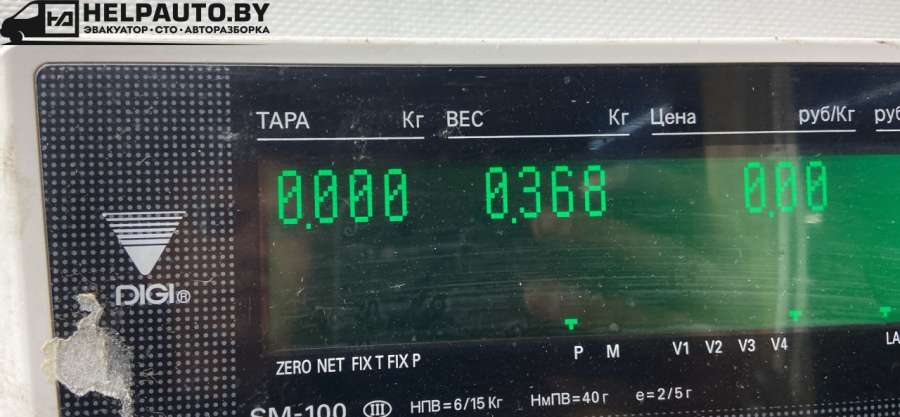 HELPAUTO.BY
ЭВАКУАТОР•СТО•АВТОРАЗБОРКА
ТАРА Кг ВЕС Кг Цена руб/Кг
0.000 0.368 0.00
DIGI®
P M V1 V2 V3 V4
ZERO NET FIX T FIX P
SM-100 III НПВ=6/15 Кг НмПВ=40 г e=2/5 г